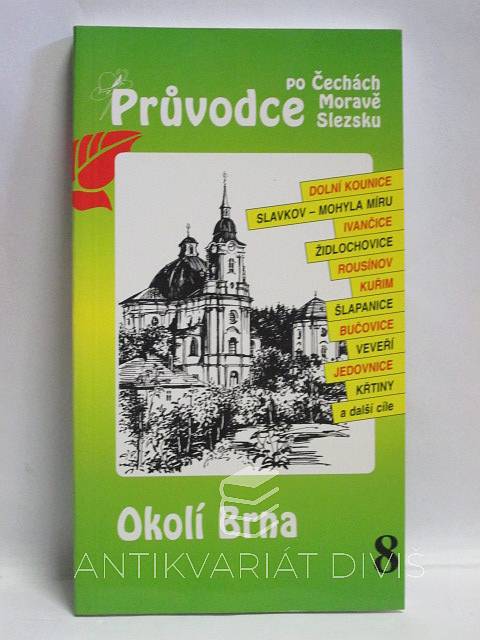 Průvodce
po Čechách
Moravě
Slezsku
DOLNÍ KOUNICE
SLAVKOV – MOHYLA MÍRU
IVANČICE
ŽIDLOCHOVICE
ROUSÍNOV
KUŘIM
ŠLAPANICE
BUČOVICE
VEVEŘÍ
JEDOVNICE
KŘTINY
a další cíle
Okolí Brna
8
ANTIKVARIÁT DIVIŠ